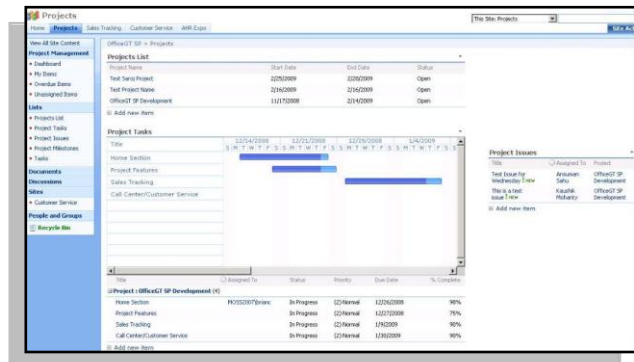 Projects
This Site: Projects
Home Projects Sales Tracking Customer Service AHR Expo
Site Ac
View All Site Content
Project Management
Dashboard
My Items
Overdue Items
Unassigned Items
Lists
Projects List
Project Tasks
Project Issues
Project Milestones
Tasks
Documents
Discussions
Sites
Customer Service
People and Groups
Recycle Bin
OfficeGT SP > Projects
Projects List
Project Name Start Date End Date Status
Test Saroj Project 2/25/2009 2/28/2009 Open
Test Project Name 2/16/2009 2/16/2009 Open
OfficeGT SP Development 11/17/2008 2/14/2009 Open
Add new item
Project Tasks
Title 12/14/2008 12/21/2008 12/28/2008 1/4/2009
S M T W T F S S M T W T F S S M T W T F S S M T W T F S S
Home Section
Project Features
Sales Tracking
Call Center/Customer Service
Title Assigned To Status Priority Due Date % Complete
Project : OfficeGT SP Development (4)
Home Section In Progress (2) Normal 12/26/2008 90%
Project Features In Progress (2) Normal 12/27/2008 75%
Sales Tracking In Progress (2) Normal 1/9/2009 90%
Call Center/Customer Service In Progress (2) Normal 1/30/2009 90%
Add new item
Project Issues
Title Assigned To Project
Test Issue for Ansuman OfficeGT SP
Wednesday ! NEW Sahu Development
This is a test Kaushik OfficeGT SP
issue ! NEW Mohanty Development
Add new item